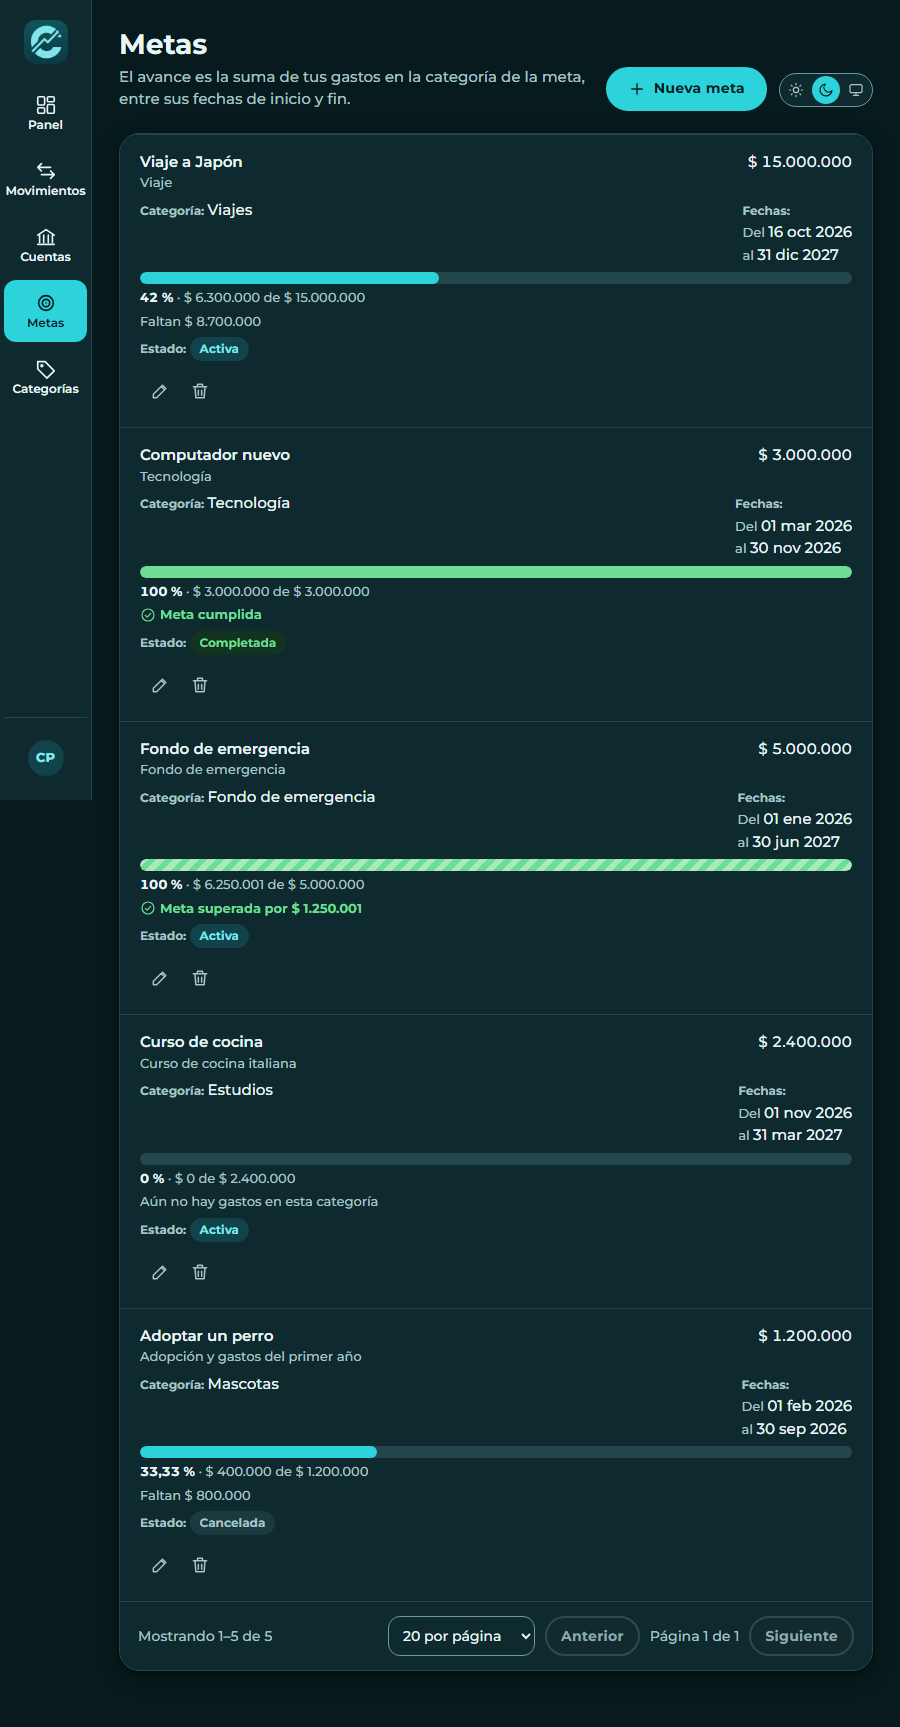 Panel
Movimientos
Cuentas
Metas
Categorías
CP
Metas
El avance es la suma de tus gastos en la categoría de la meta,
entre sus fechas de inicio y fin.
Nueva meta
Viaje a Japón $ 15.000.000
Viaje
Categoría: Viajes Fechas:
Del 16 oct 2026
al 31 dic 2027
42 % · $ 6.300.000 de $ 15.000.000
Faltan $ 8.700.000
Estado: Activa
Computador nuevo $ 3.000.000
Tecnología
Categoría: Tecnología Fechas:
Del 01 mar 2026
al 30 nov 2026
100 % · $ 3.000.000 de $ 3.000.000
Meta cumplida
Estado: Completada
Fondo de emergencia $ 5.000.000
Fondo de emergencia
Categoría: Fondo de emergencia Fechas:
Del 01 ene 2026
al 30 jun 2027
100 % · $ 6.250.001 de $ 5.000.000
Meta superada por $ 1.250.001
Estado: Activa
Curso de cocina $ 2.400.000
Curso de cocina italiana
Categoría: Estudios Fechas:
Del 01 nov 2026
al 31 mar 2027
0 % · $ 0 de $ 2.400.000
Aún no hay gastos en esta categoría
Estado: Activa
Adoptar un perro $ 1.200.000
Adopción y gastos del primer año
Categoría: Mascotas Fechas:
Del 01 feb 2026
al 30 sep 2026
33,33 % · $ 400.000 de $ 1.200.000
Faltan $ 800.000
Estado: Cancelada
Mostrando 1–5 de 5 20 por página Anterior Página 1 de 1 Siguiente